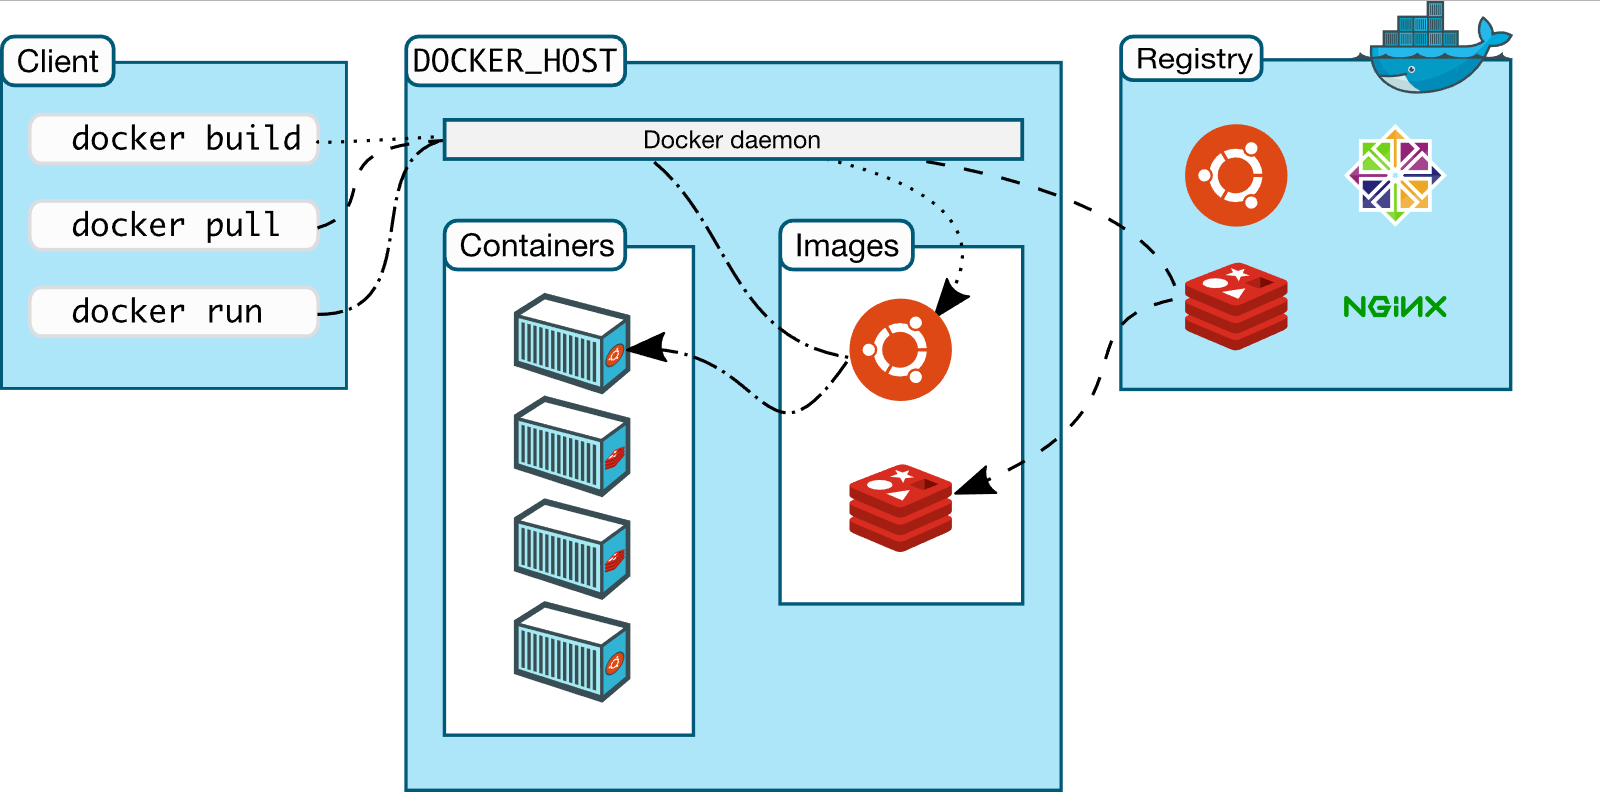 Client
docker build
docker pull
docker run
DOCKER_HOST
Docker daemon
Containers
Images
Registry
NGiNX